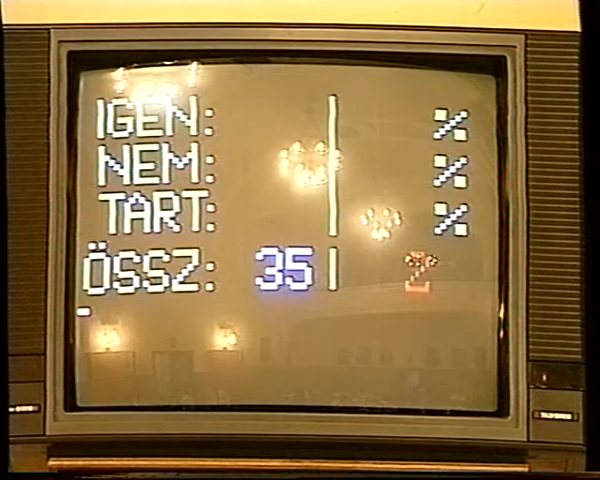 IGEN: | %
NEM: | %
TART: | %
ÖSSZ: 35 |